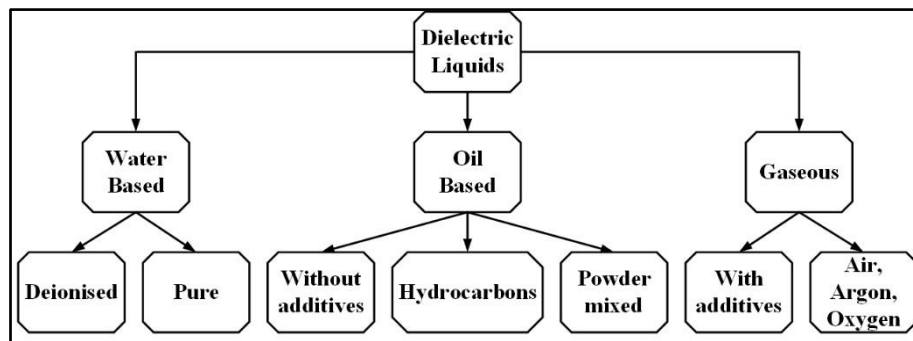 Dielectric
Liquids
Water
Based
Oil
Based
Gaseous
Deionised
Pure
Without
additives
Hydrocarbons
Powder
mixed
With
additives
Air,
Argon,
Oxygen